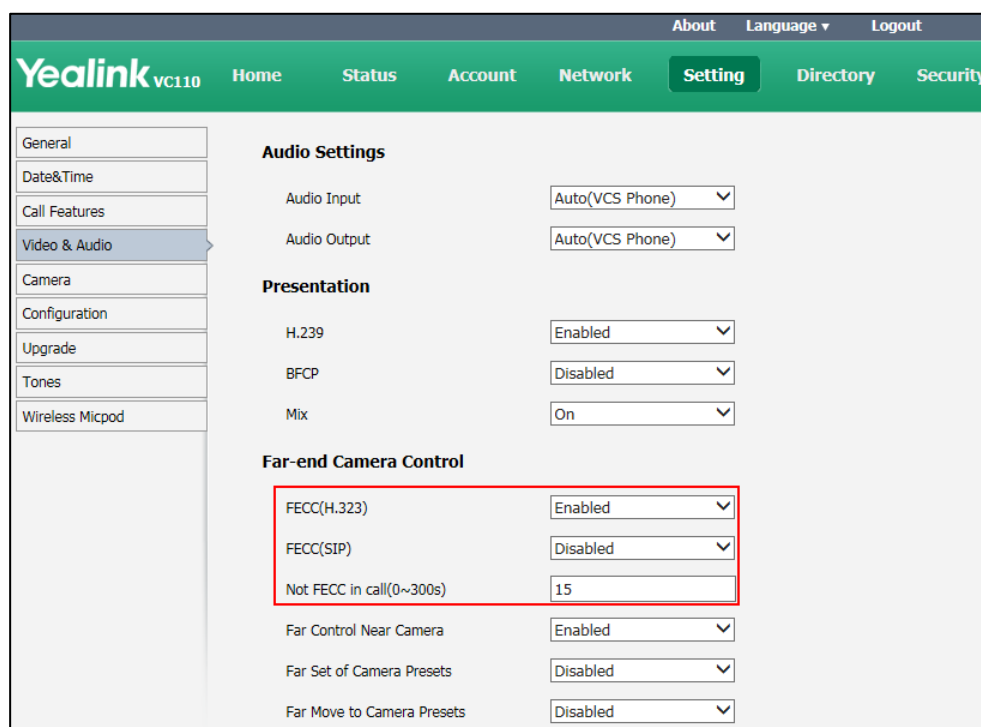 About Language ▾ Logout
Yealink VC110 Home Status Account Network Setting Directory Security
General
Date&Time
Call Features
Video & Audio
Camera
Configuration
Upgrade
Tones
Wireless Micpod
Audio Settings
Audio Input Auto(VCS Phone)
Audio Output Auto(VCS Phone)
Presentation
H.239 Enabled
BFCP Disabled
Mix On
Far-end Camera Control
FECC(H.323) Enabled
FECC(SIP) Disabled
Not FECC in call(0~300s) 15
Far Control Near Camera Enabled
Far Set of Camera Presets Disabled
Far Move to Camera Presets Disabled